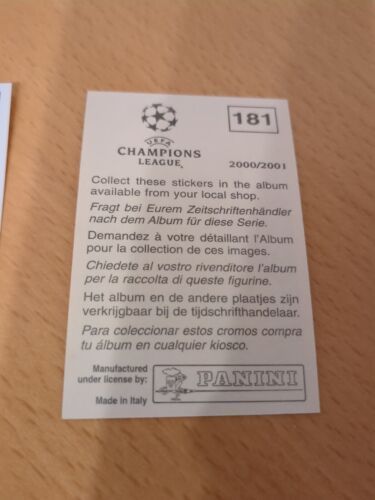 181
UEFA
CHAMPIONS
LEAGUE
2000/2001
Collect these stickers in the album
available from your local shop.
Fragt bei Eurem Zeitschriftenhändler
nach dem Album für diese Serie.
Demandez à votre détaillant l'Album
pour la collection de ces images.
Chiedete al vostro rivenditore l'album
per la raccolta di queste figurine.
Het album en de andere plaatjes zijn
verkrijgbaar bij de tijdschrifthandelaar.
Para coleccionar estos cromos compra
tu álbum en cualquier kiosco.
Manufactured
under license by:
PANINI
Made in Italy